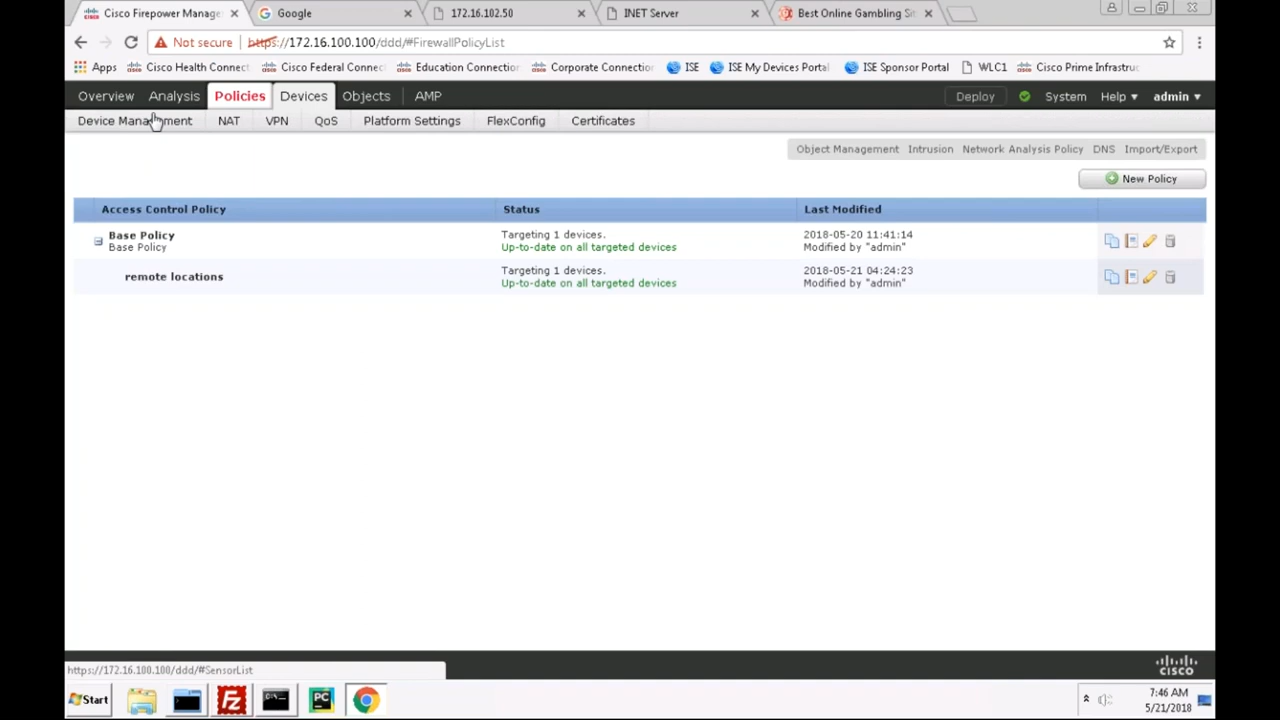 Cisco Firepower Manage
Google
172.16.102.50
INET Server
Best Online Gambling Sit
Not secure
https://172.16.100.100/ddd/#FirewallPolicyList
Apps
Cisco Health Connect
Cisco Federal Connec
Education Connection
Corporate Connection
ISE
ISE My Devices Portal
ISE Sponsor Portal
WLC1
Cisco Prime Infrastruc
Overview
Analysis
Policies
Devices
Objects
AMP
Deploy
System
Help
admin
Device Management
NAT
VPN
QoS
Platform Settings
FlexConfig
Certificates
Object Management
Intrusion
Network Analysis Policy
DNS
Import/Export
New Policy
Access Control Policy
Status
Last Modified
Base Policy
Base Policy
Targeting 1 devices.
Up-to-date on all targeted devices
2018-05-20 11:41:14
Modified by "admin"
remote locations
Targeting 1 devices.
Up-to-date on all targeted devices
2018-05-21 04:24:23
Modified by "admin"
https://172.16.100.100/ddd/#SensorList
CISCO
Start
Fz
PC
7:46 AM
5/21/2018